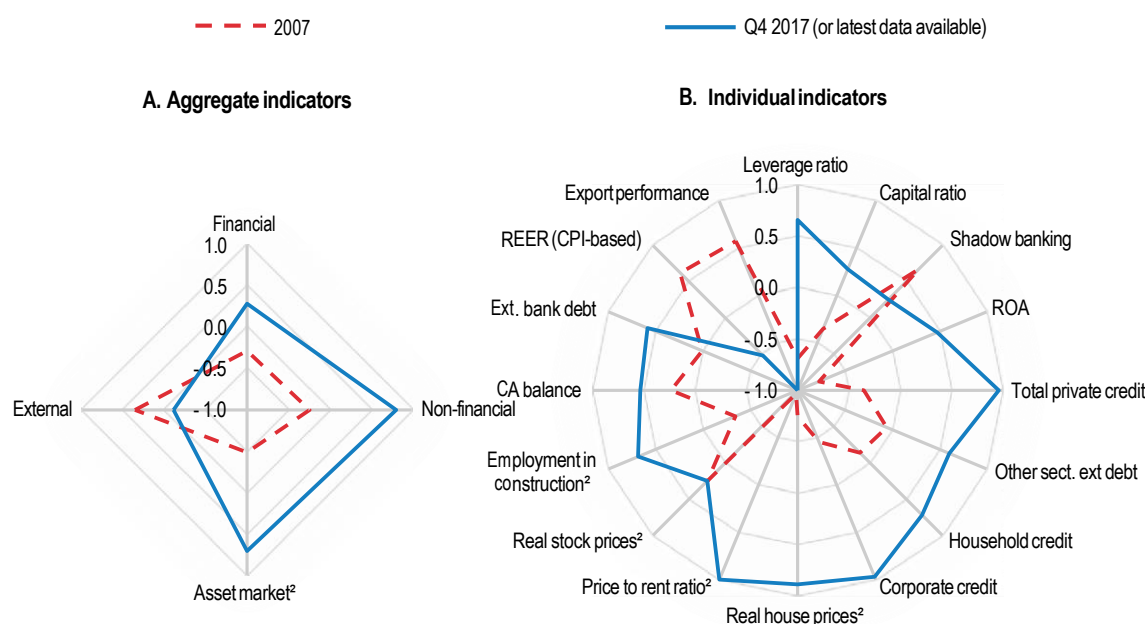 2007
Q4 2017 (or latest data available)
A. Aggregate indicators
B. Individual indicators
Financial
1.0
0.5
0.0
- 0.5
- 1.0
External
Non-financial
Asset market²
Leverage ratio
1.0
0.5
0.0
-0.5
-1.0
Capital ratio
Shadow banking
ROA
Total private credit
Other sect. ext debt
Household credit
Corporate credit
Real house prices²
Price to rent ratio²
Real stock prices²
Employment in
construction²
CA balance
Ext. bank debt
REER (CPI-based)
Export performance